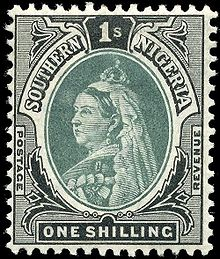 1S
SOUTHERN NIGERIA
POSTAGE
REVENUE
ONE SHILLING